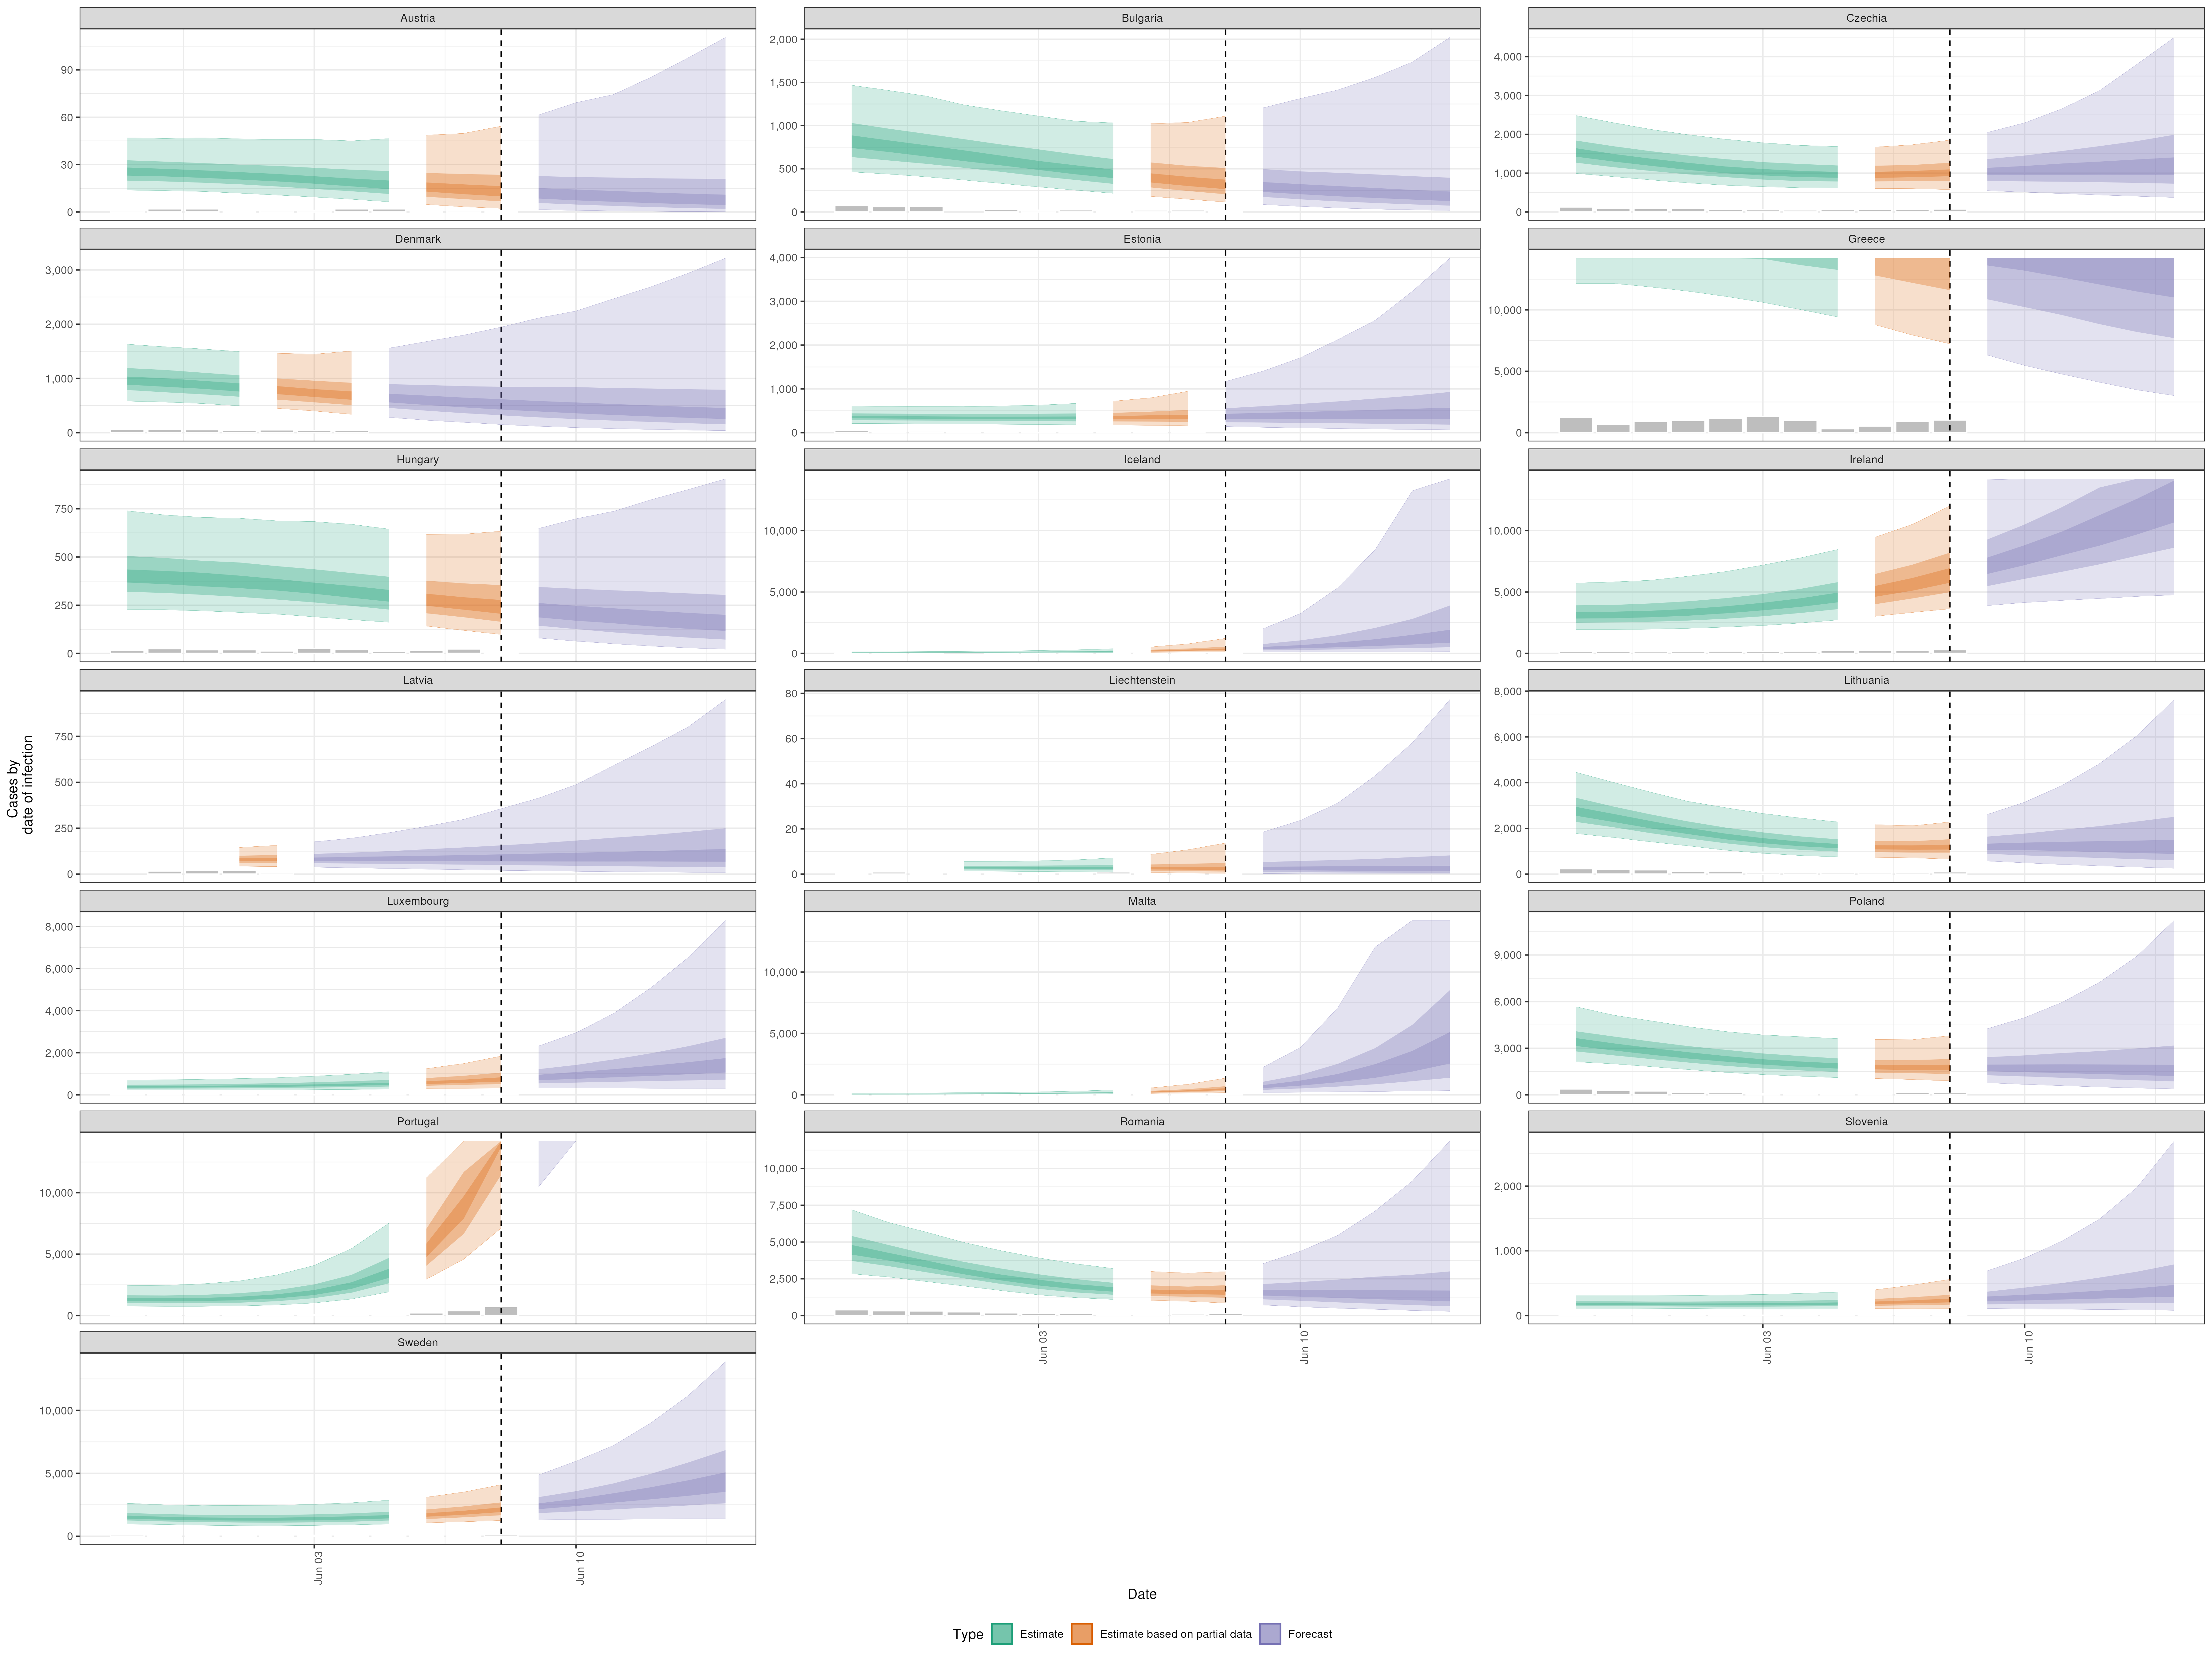 Austria
Bulgaria
Czechia
90
60
30
0
2,000
1,500
1,000
500
0
4,000
3,000
2,000
1,000
0
Denmark
Estonia
Greece
3,000
2,000
1,000
0
4,000
3,000
2,000
1,000
0
10,000
5,000
0
Hungary
Iceland
Ireland
750
500
250
0
10,000
5,000
0
10,000
5,000
0
Latvia
Liechtenstein
Lithuania
750
500
250
0
80
60
40
20
0
8,000
6,000
4,000
2,000
0
Cases by
date of infection
Luxembourg
Malta
Poland
8,000
6,000
4,000
2,000
0
10,000
5,000
0
9,000
6,000
3,000
0
Portugal
Romania
Slovenia
10,000
5,000
0
10,000
7,500
5,000
2,500
0
2,000
1,000
0
Jun 03
Jun 10
Jun 03
Jun 10
Sweden
10,000
5,000
0
Jun 03
Jun 10
Date
Type Estimate Estimate based on partial data Forecast